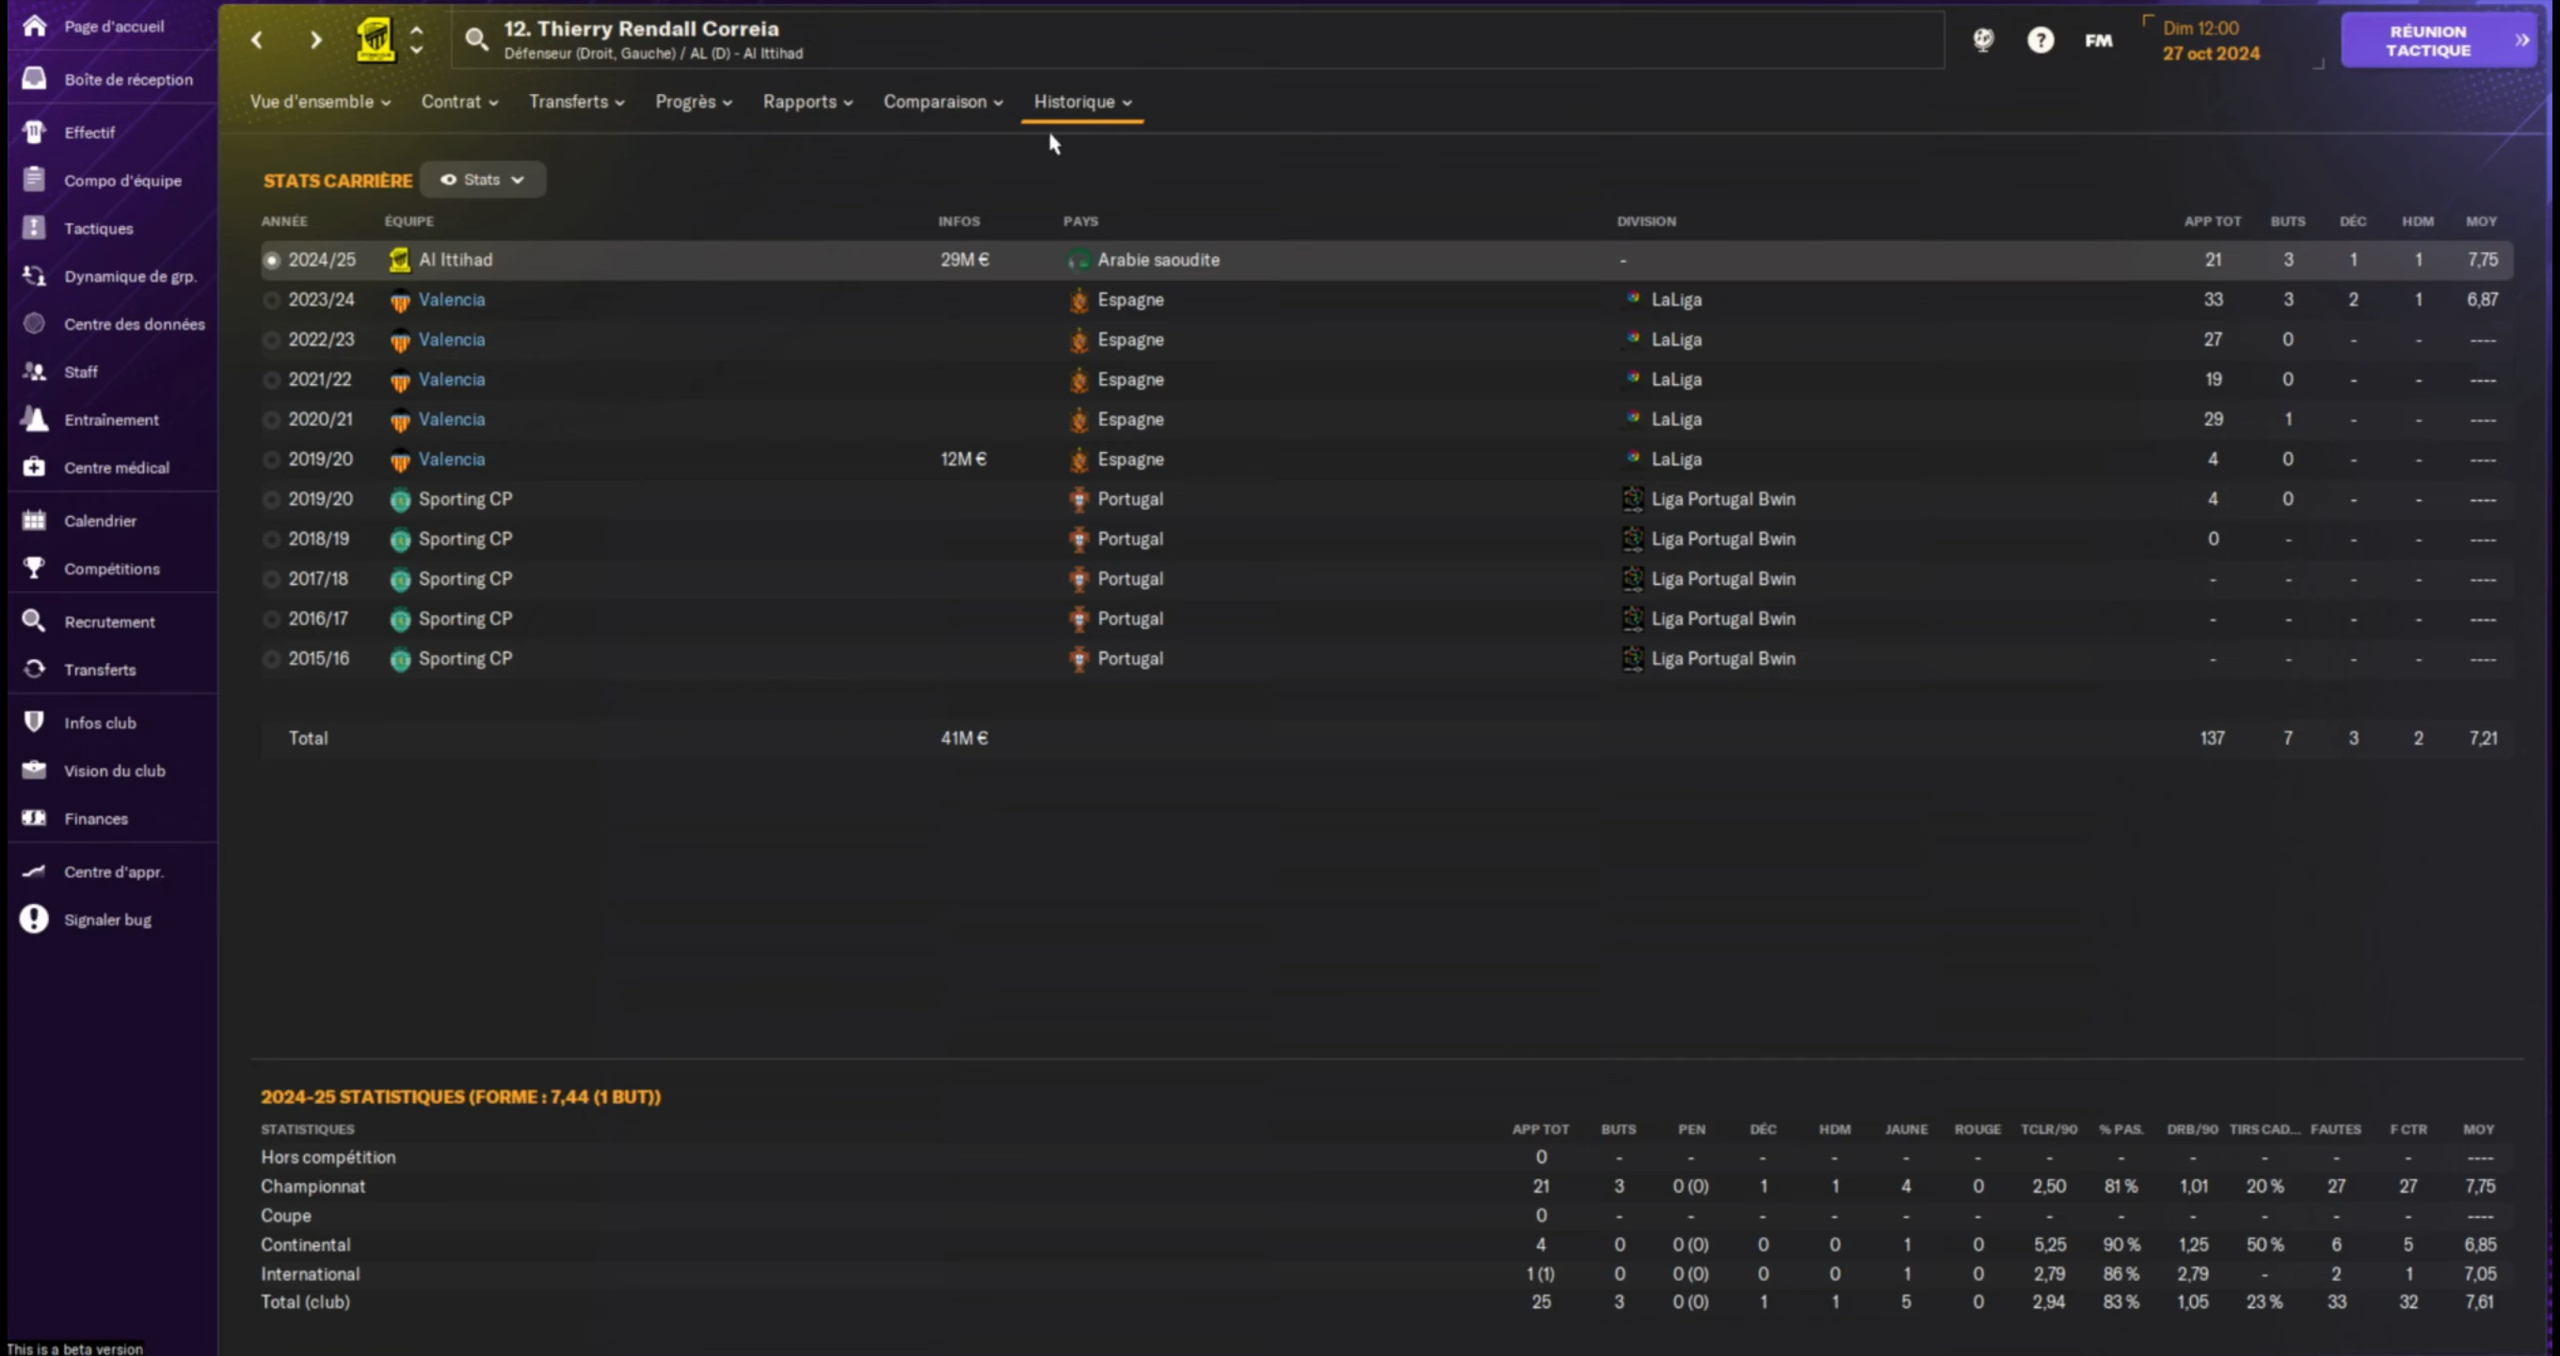 Page d'accueil
Boîte de réception
Effectif
Compo d'équipe
Tactiques
Dynamique de grp.
Centre des données
Staff
Entraînement
Centre médical
Calendrier
Compétitions
Recrutement
Transferts
Infos club
Vision du club
Finances
Centre d'appr.
Signaler bug
This is a beta version
12. Thierry Rendall Correia
Défenseur (Droit, Gauche) / AL (D) - Al Ittihad
? FM
Dim 12:00
27 oct 2024
RÉUNION
TACTIQUE
Vue d'ensemble Contrat Transferts Progrès Rapports Comparaison Historique
STATS CARRIÈRE Stats
ANNÉE ÉQUIPE INFOS PAYS DIVISION APP TOT BUTS DÉC HDM MOY
2024/25 Al Ittihad 29M € Arabie saoudite - 21 3 1 1 7,75
2023/24 Valencia Espagne LaLiga 33 3 2 1 6,87
2022/23 Valencia Espagne LaLiga 27 0 - - ----
2021/22 Valencia Espagne LaLiga 19 0 - - ----
2020/21 Valencia Espagne LaLiga 29 1 - - ----
2019/20 Valencia 12M € Espagne LaLiga 4 0 - - ----
2019/20 Sporting CP Portugal Liga Portugal Bwin 4 0 - - ----
2018/19 Sporting CP Portugal Liga Portugal Bwin 0 - - - ----
2017/18 Sporting CP Portugal Liga Portugal Bwin - - - - ----
2016/17 Sporting CP Portugal Liga Portugal Bwin - - - - ----
2015/16 Sporting CP Portugal Liga Portugal Bwin - - - - ----
Total 41M € 137 7 3 2 7,21
2024-25 STATISTIQUES (FORME : 7,44 (1 BUT))
STATISTIQUES APP TOT BUTS PEN DÉC HDM JAUNE ROUGE TCLR/90 % PAS. DRB/90 TIRS CAD... FAUTES F CTR MOY
Hors compétition 0 - - - - - - - - - - - - ----
Championnat 21 3 0 (0) 1 1 4 0 2,50 81 % 1,01 20 % 27 27 7,75
Coupe 0 - - - - - - - - - - - - ----
Continental 4 0 0 (0) 0 0 1 0 5,25 90 % 1,25 50 % 6 5 6,85
International 1 (1) 0 0 (0) 0 0 1 0 2,79 86 % 2,79 - 2 1 7,05
Total (club) 25 3 0 (0) 1 1 5 0 2,94 83 % 1,05 23 % 33 32 7,61